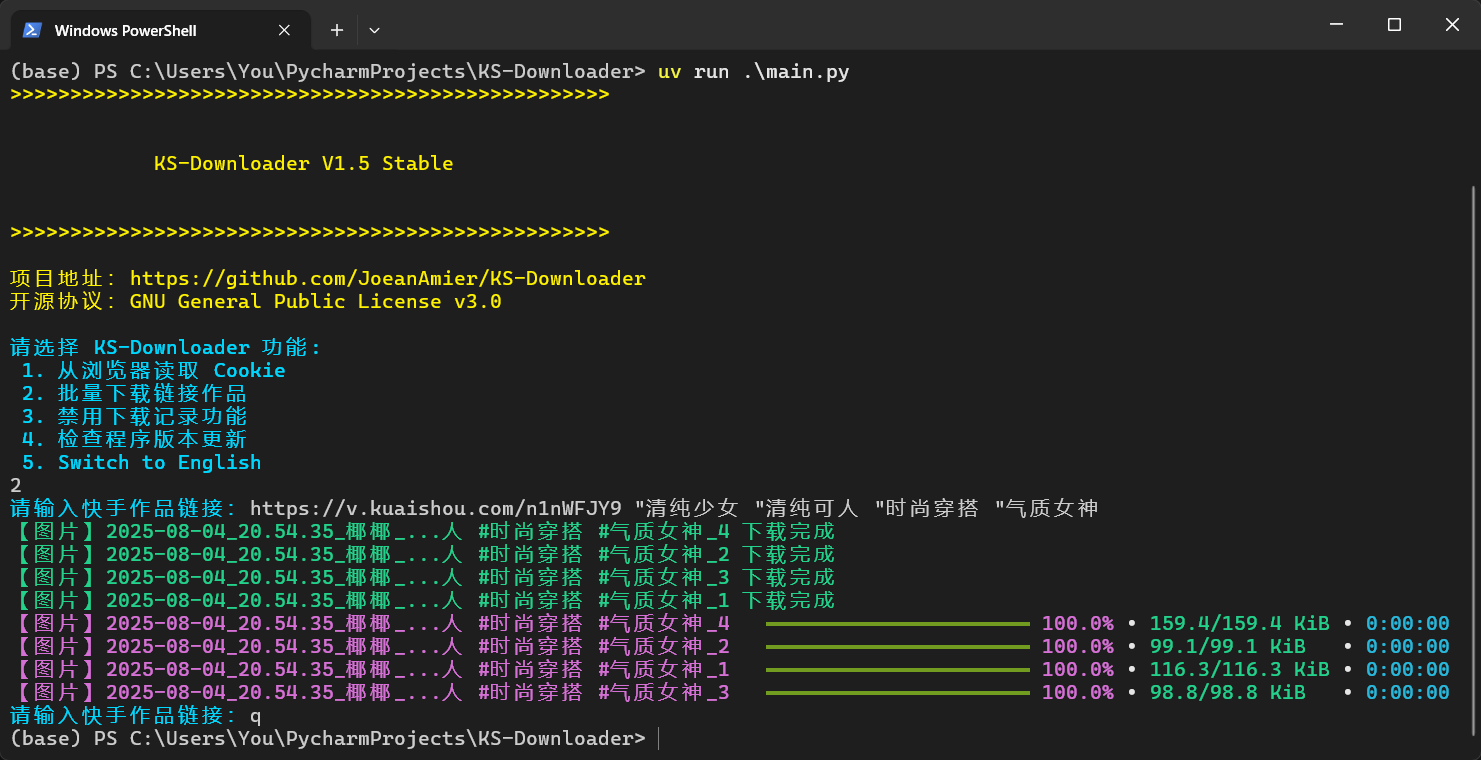 Windows PowerShell
(base) PS C:\Users\You\PycharmProjects\KS-Downloader> uv run .\main.py
>>>>>>>>>>>>>>>>>>>>>>>>>>>>>>>>>>>>>>>>>>>>>>>>>>
KS-Downloader V1.5 Stable
>>>>>>>>>>>>>>>>>>>>>>>>>>>>>>>>>>>>>>>>>>>>>>>>>>
项目地址: https://github.com/JoeanAmier/KS-Downloader
开源协议: GNU General Public License v3.0
请选择 KS-Downloader 功能:
1. 从浏览器读取 Cookie
2. 批量下载链接作品
3. 禁用下载记录功能
4. 检查程序版本更新
5. Switch to English
2
请输入快手作品链接: https://v.kuaishou.com/n1nWFJY9 "清纯少女 "清纯可人 "时尚穿搭 "气质女神
【图片】2025-08-04_20.54.35_椰椰_...人 #时尚穿搭 #气质女神_4 下载完成
【图片】2025-08-04_20.54.35_椰椰_...人 #时尚穿搭 #气质女神_2 下载完成
【图片】2025-08-04_20.54.35_椰椰_...人 #时尚穿搭 #气质女神_3 下载完成
【图片】2025-08-04_20.54.35_椰椰_...人 #时尚穿搭 #气质女神_1 下载完成
【图片】2025-08-04_20.54.35_椰椰_...人 #时尚穿搭 #气质女神_4 100.0% • 159.4/159.4 KiB • 0:00:00
【图片】2025-08-04_20.54.35_椰椰_...人 #时尚穿搭 #气质女神_2 100.0% • 99.1/99.1 KiB • 0:00:00
【图片】2025-08-04_20.54.35_椰椰_...人 #时尚穿搭 #气质女神_1 100.0% • 116.3/116.3 KiB • 0:00:00
【图片】2025-08-04_20.54.35_椰椰_...人 #时尚穿搭 #气质女神_3 100.0% • 98.8/98.8 KiB • 0:00:00
请输入快手作品链接: q
(base) PS C:\Users\You\PycharmProjects\KS-Downloader>